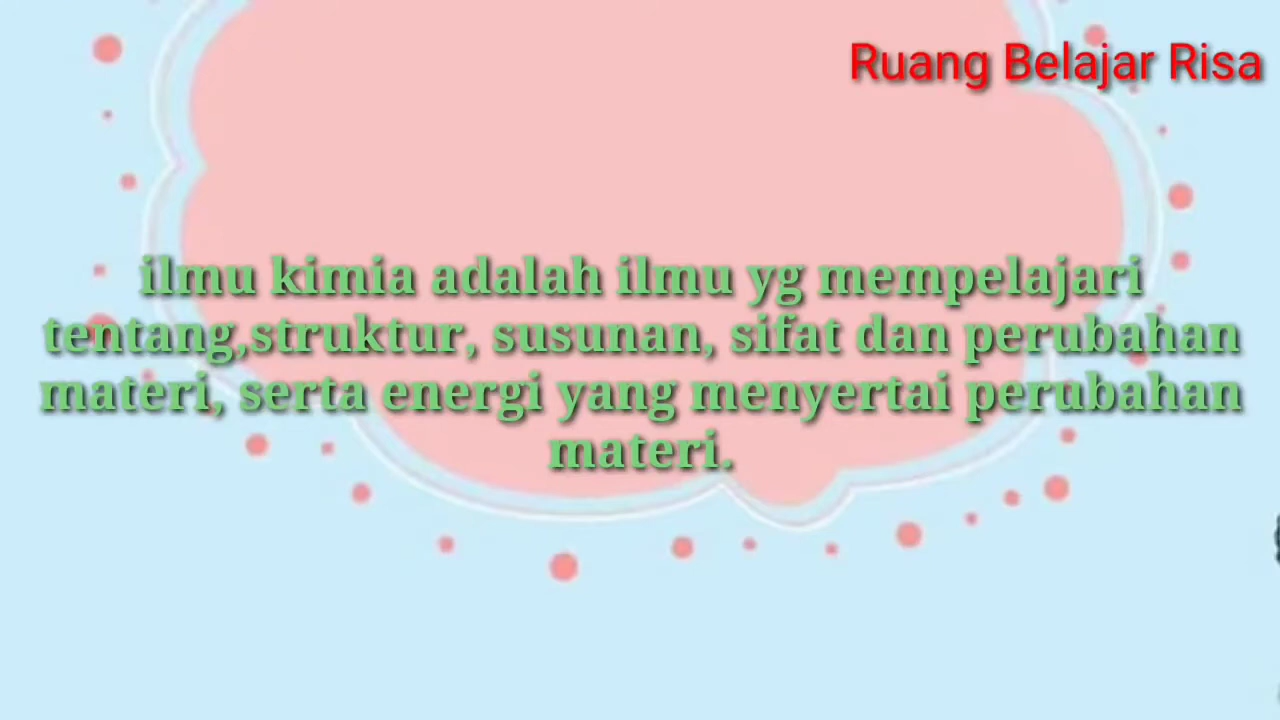 Ruang Belajar Risa
ilmu kimia adalah ilmu yg mempelajari
tentang,struktur, susunan, sifat dan perubahan
materi, serta energi yang menyertai perubahan
materi.